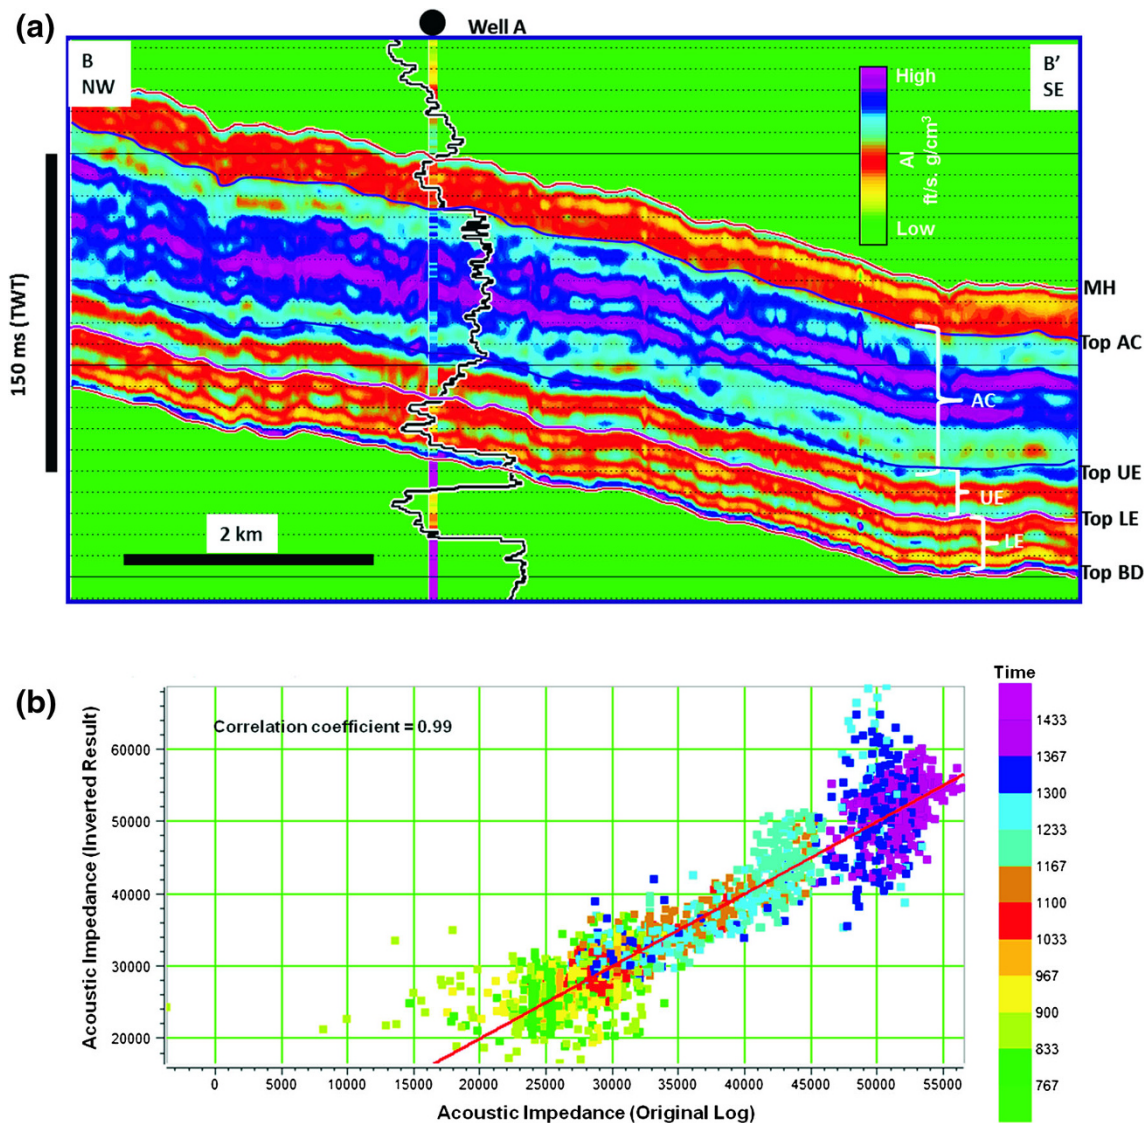 (a)
Well A
B
NW
B’
SE
High
AI
ft/s. g/cm³
Low
150 ms (TWT)
MH
Top AC
AC
Top UE
UE
Top LE
LE
Top BD
2 km
(b)
Time
Correlation coefficient = 0.99
Acoustic Impedance (Inverted Result)
60000
50000
40000
30000
20000
1433
1367
1300
1233
1167
1100
1033
967
900
833
767
0
5000
10000
15000
20000
25000
30000
35000
40000
45000
50000
55000
Acoustic Impedance (Original Log)